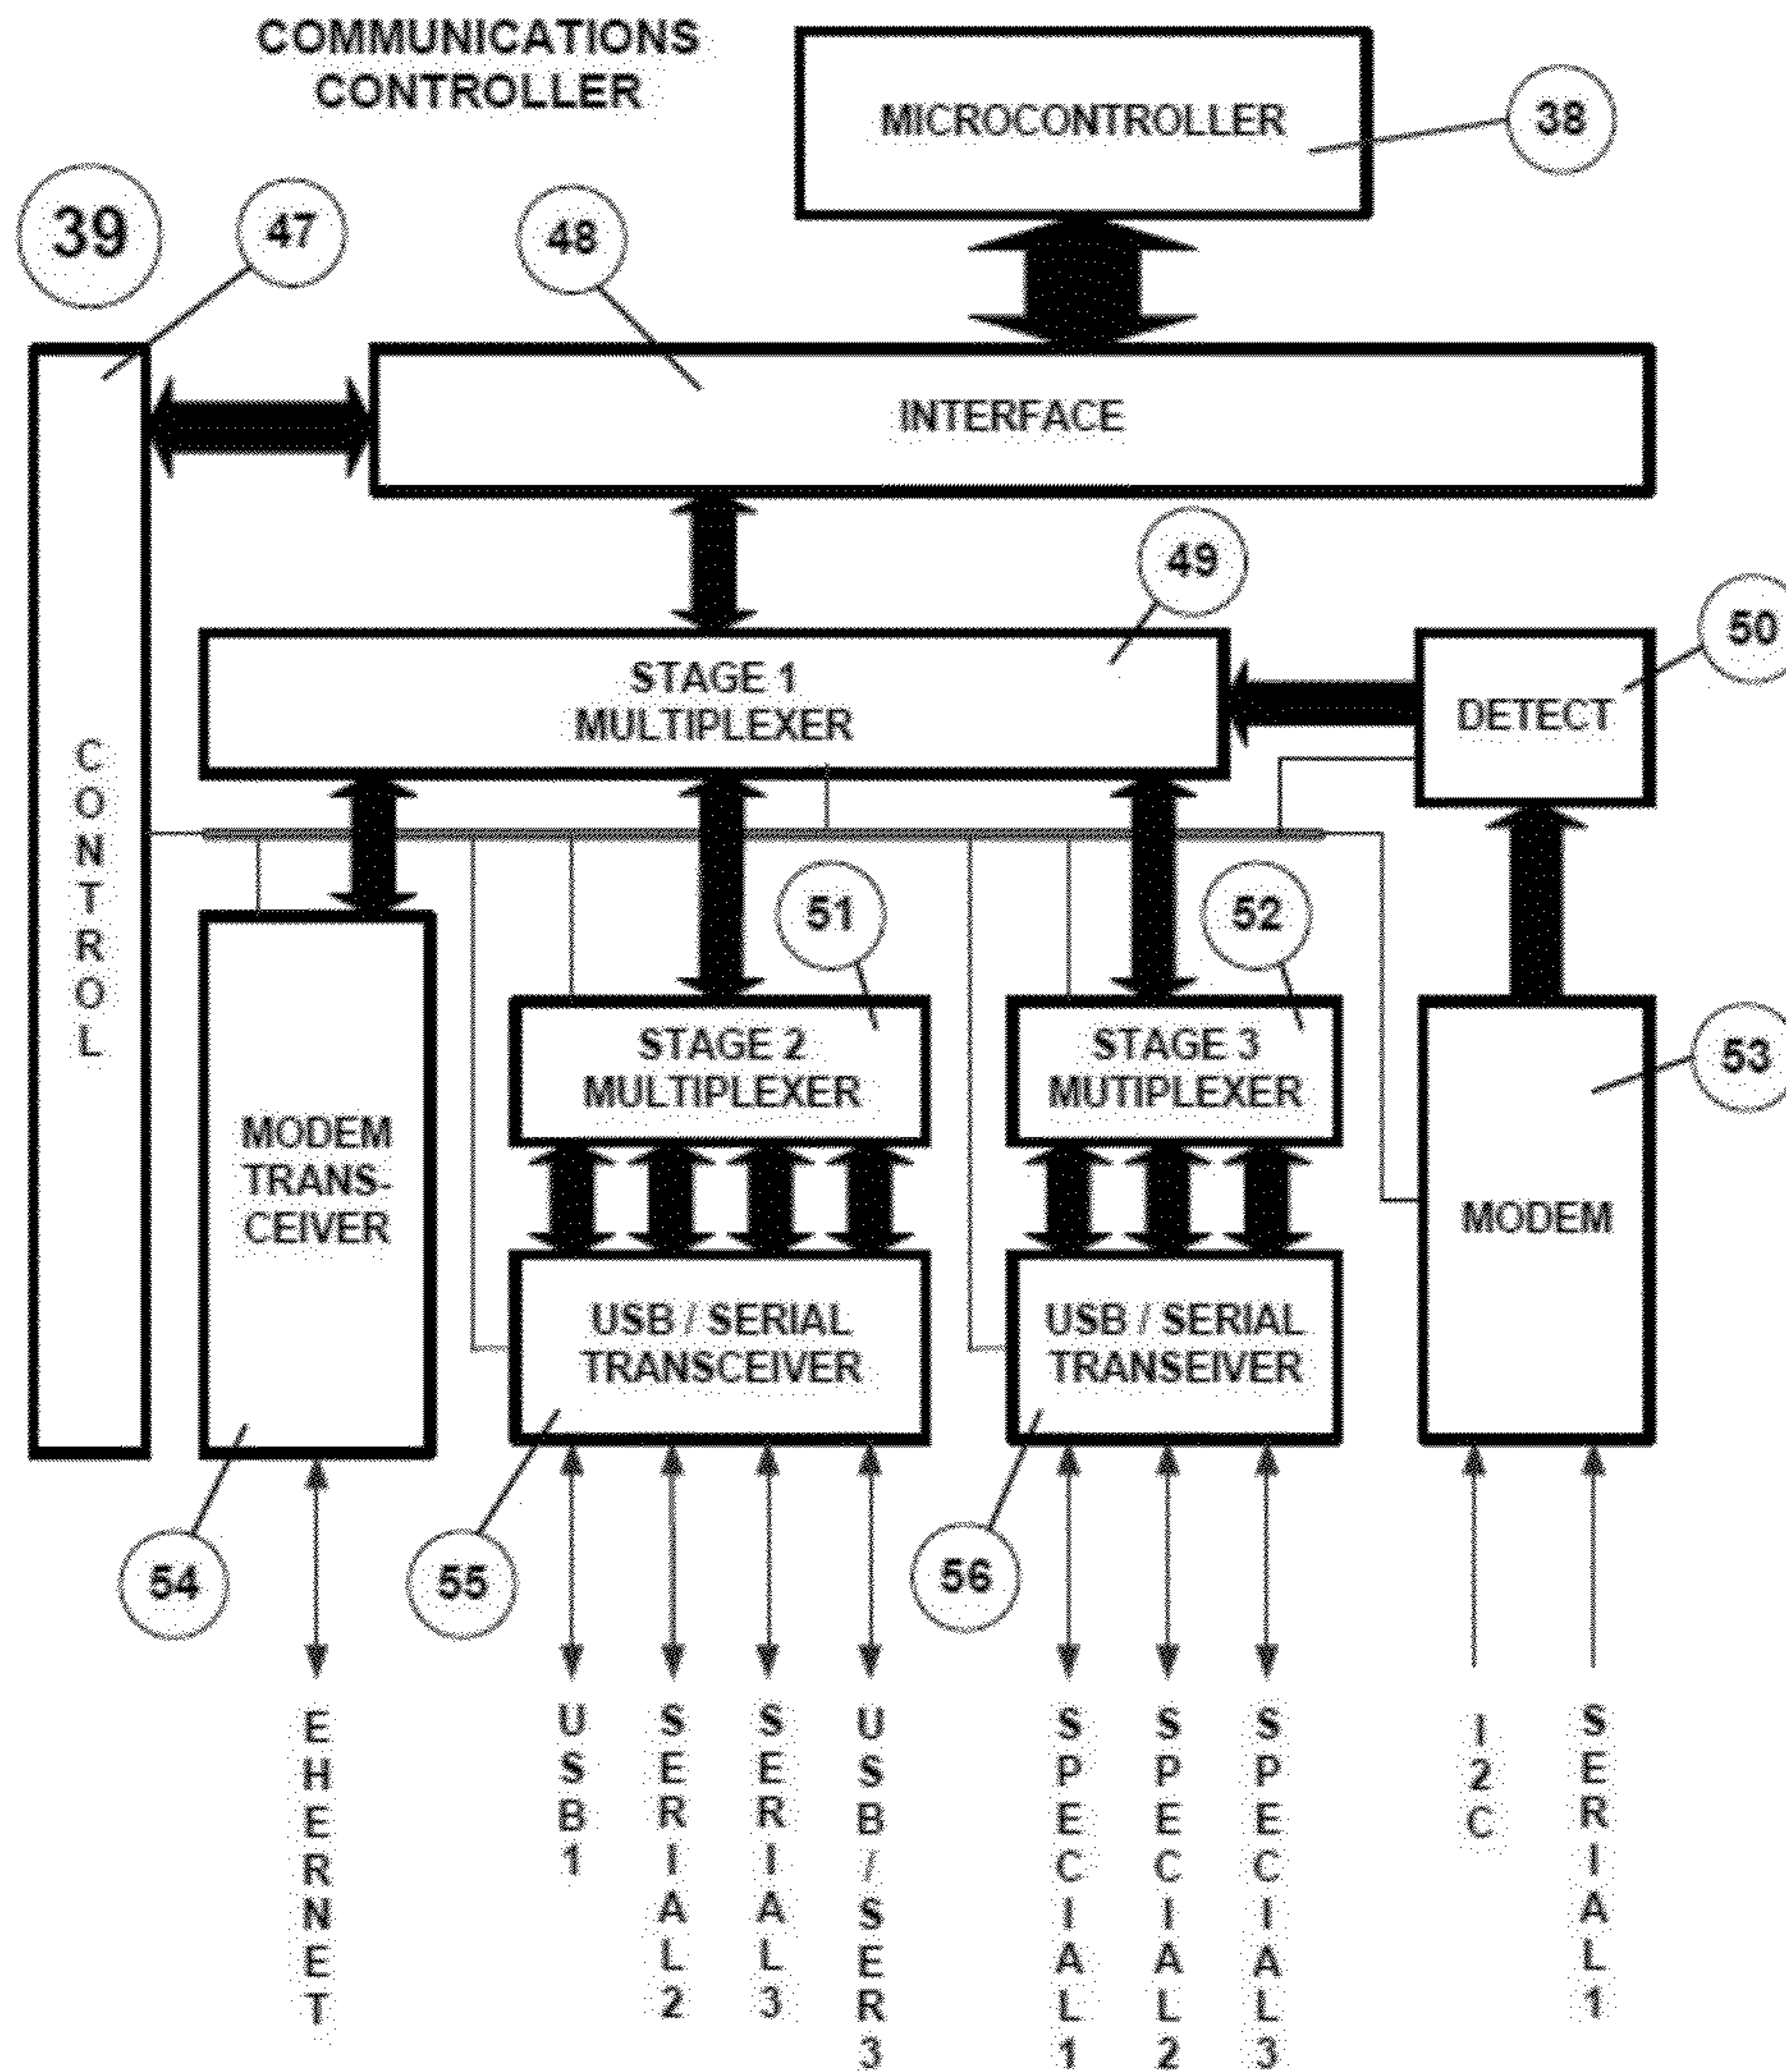 COMMUNICATIONS
CONTROLLER
MICROCONTROLLER
38
39
47
48
INTERFACE
49
50
STAGE 1
MULTIPLEXER
DETECT
CONTROL
51
52
STAGE 2
MULTIPLEXER
STAGE 3
MUTIPLEXER
53
MODEM
TRANS-
CEIVER
MODEM
USB / SERIAL
TRANSCEIVER
USB / SERIAL
TRANSEIVER
54
55
56
EHERNET
USB1
SERIAL2
SERIAL3
USB/SER3
SPECIAL1
SPECIAL2
SPECIAL3
I2C
SERIAL1